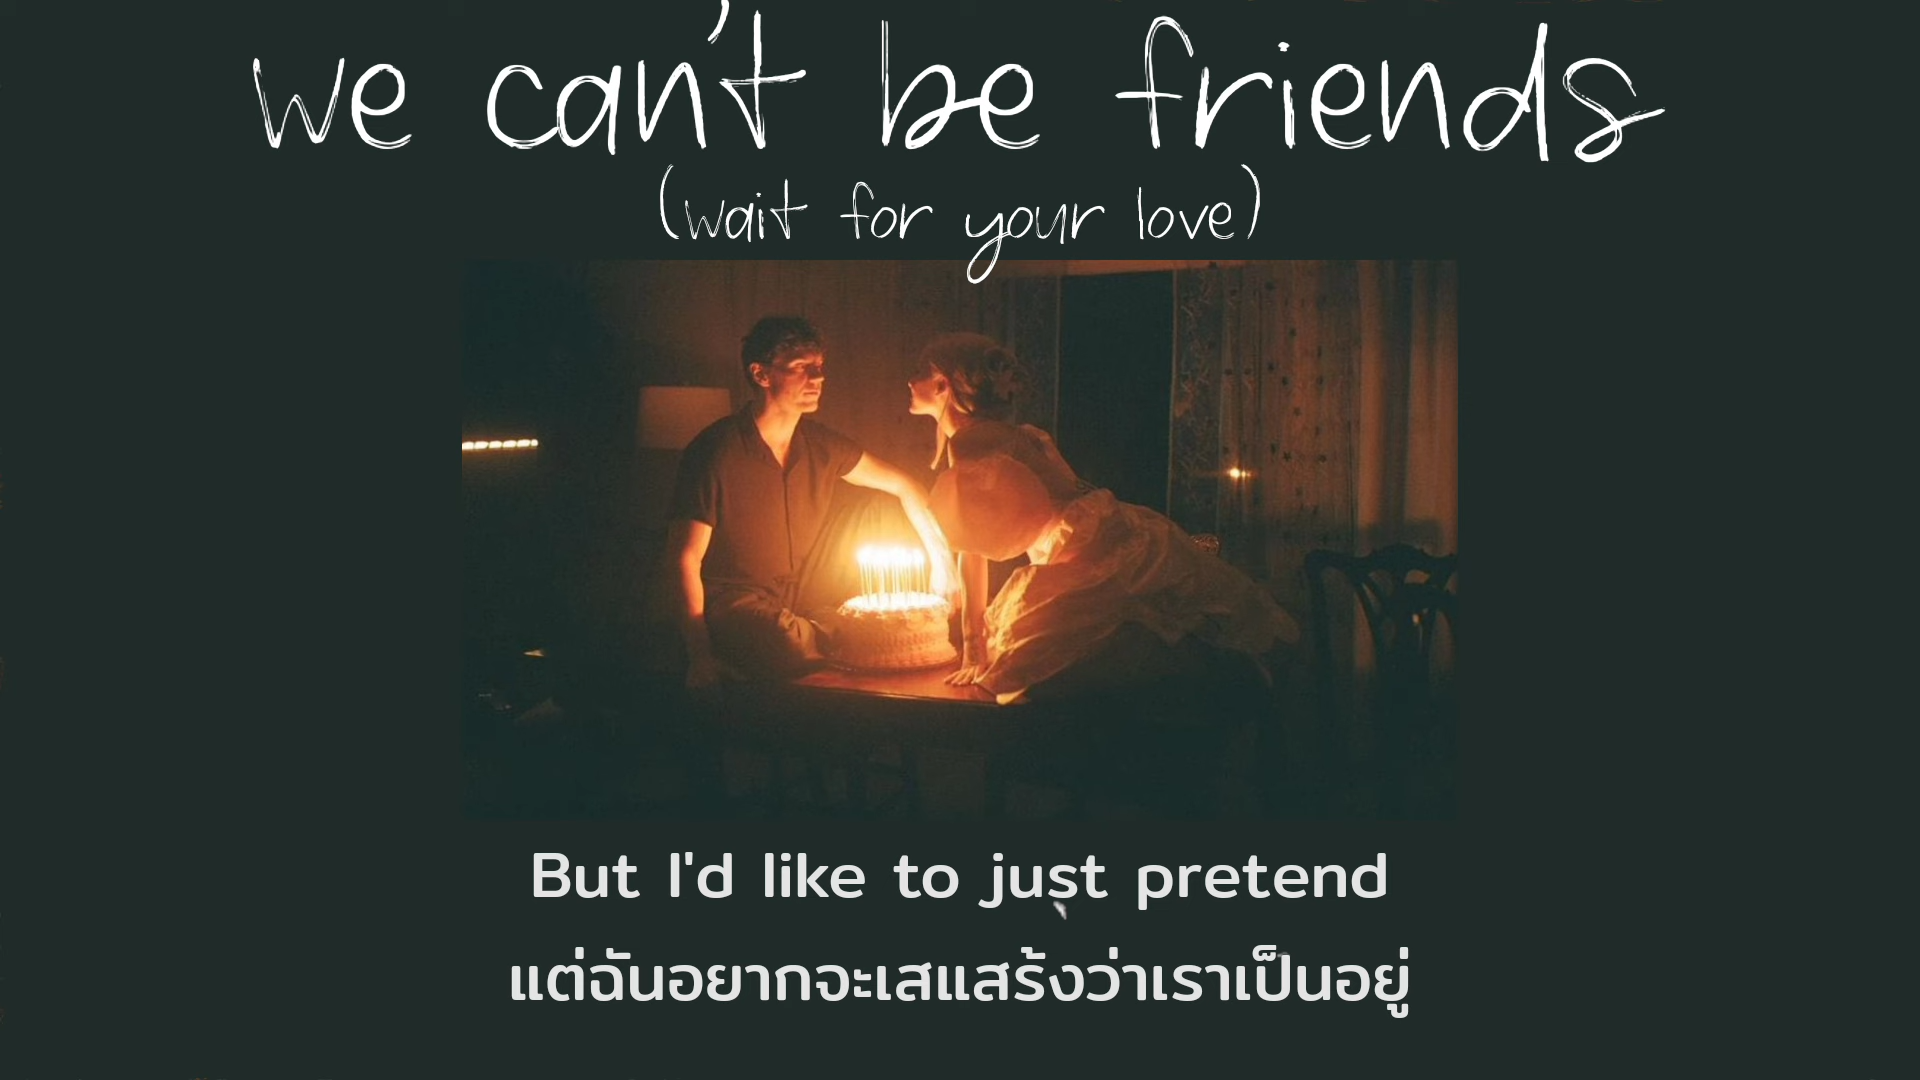 we can't be friends
(wait for your love)
But I'd like to just pretend
แต่ฉันอยากจะเสแสร้งว่าเราเป็นอยู่